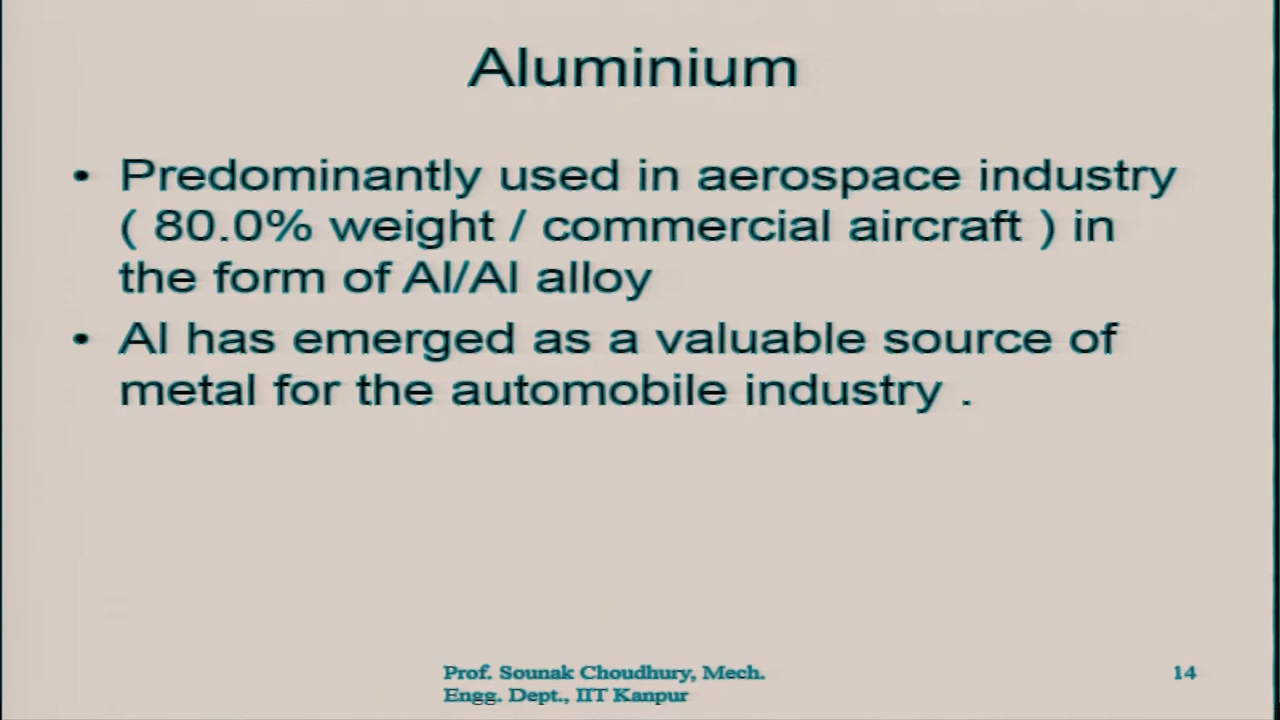 Aluminium
• Predominantly used in aerospace industry
( 80.0% weight / commercial aircraft ) in
the form of Al/Al alloy
• Al has emerged as a valuable source of
metal for the automobile industry .
Prof. Sounak Choudhury, Mech.
Engg. Dept., IIT Kanpur
14